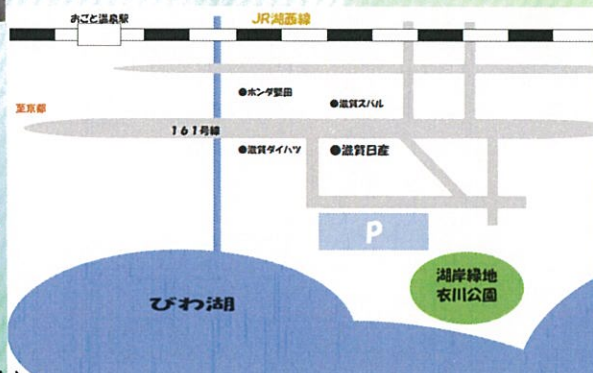 おごと温泉駅
JR湖西線
●ホンダ堅田
●滋賀スバル
至京都
161号線
●滋賀ダイハツ
●滋賀日産
P
湖岸緑地
衣川公園
びわ湖